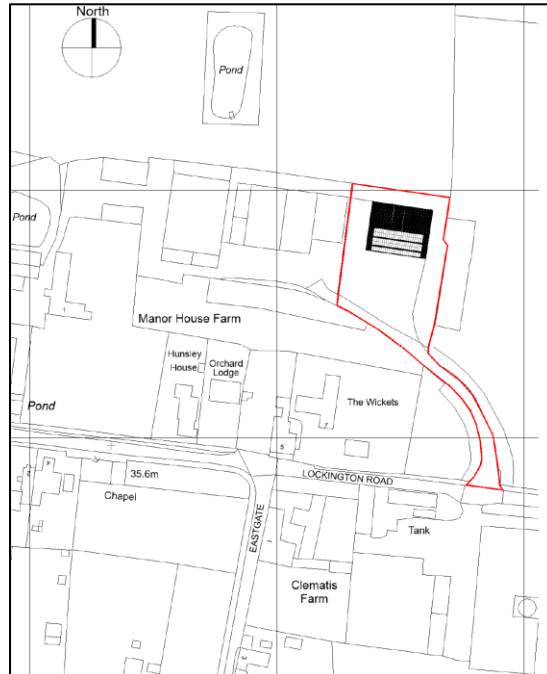 North
Pond
Pond
Manor House Farm
Hunsley
House
Orchard
Lodge
The Wickets
Pond
5
35.6m
LOCKINGTON ROAD
Chapel
EASTGATE
Tank
Clematis
Farm